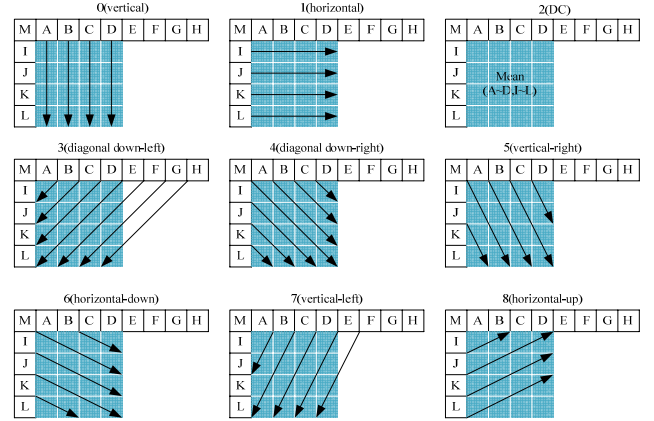 0(vertical)
1(horizontal)
2(DC)
M A B C D E F G H
I
J
K
L
M A B C D E F G H
I
J
K
L
M A B C D E F G H
I
J
K
L
Mean
(A~D,I~L)
3(diagonal down-left)
4(diagonal down-right)
5(vertical-right)
M A B C D E F G H
I
J
K
L
M A B C D E F G H
I
J
K
L
M A B C D E F G H
I
J
K
L
6(horizontal-down)
7(vertical-left)
8(horizontal-up)
M A B C D E F G H
I
J
K
L
M A B C D E F G H
I
J
K
L
M A B C D E F G H
I
J
K
L